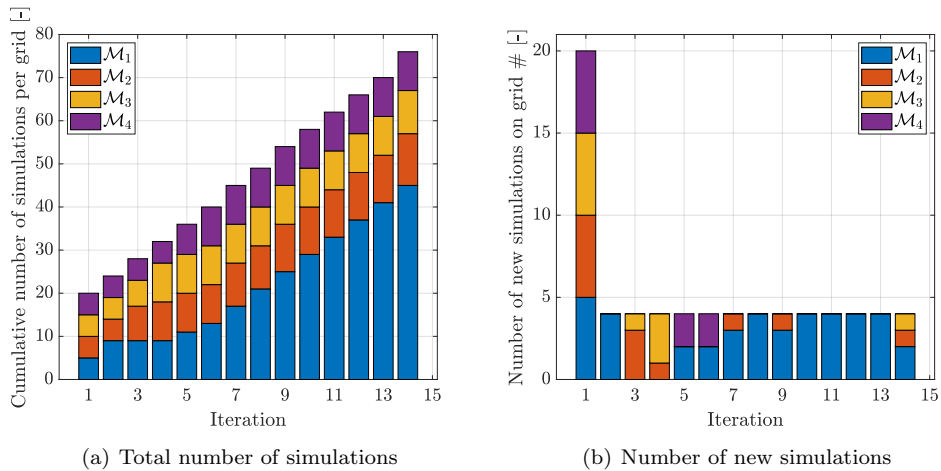 Cumulative number of simulations per grid [-]
80
70
60
50
40
30
20
10
0
M₁
M₂
M₃
M₄
1 3 5 7 9 11 13 15
Iteration
(a) Total number of simulations
Number of new simulations on grid # [-]
20
15
10
5
0
M₁
M₂
M₃
M₄
1 3 5 7 9 11 13 15
Iteration
(b) Number of new simulations